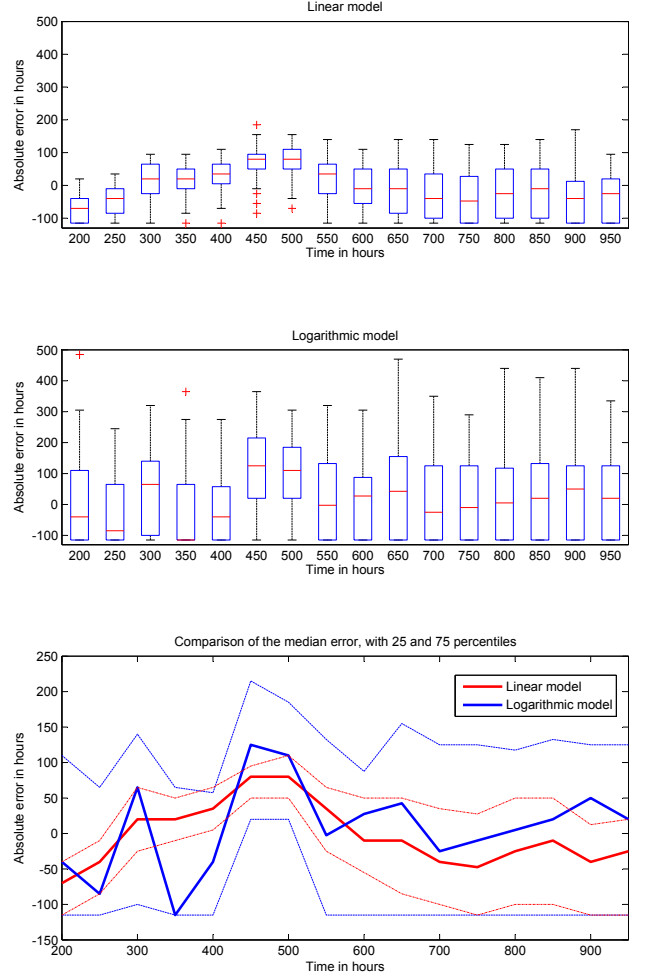 Linear model
500
400
300
200
100
0
-100
Absolute error in hours
200 250 300 350 400 450 500 550 600 650 700 750 800 850 900 950
Time in hours
Logarithmic model
500
400
300
200
100
0
-100
Absolute error in hours
200 250 300 350 400 450 500 550 600 650 700 750 800 850 900 950
Time in hours
Comparison of the median error, with 25 and 75 percentiles
250
200
150
100
50
0
-50
-100
-150
Absolute error in hours
Linear model
Logarithmic model
200 300 400 500 600 700 800 900
Time in hours